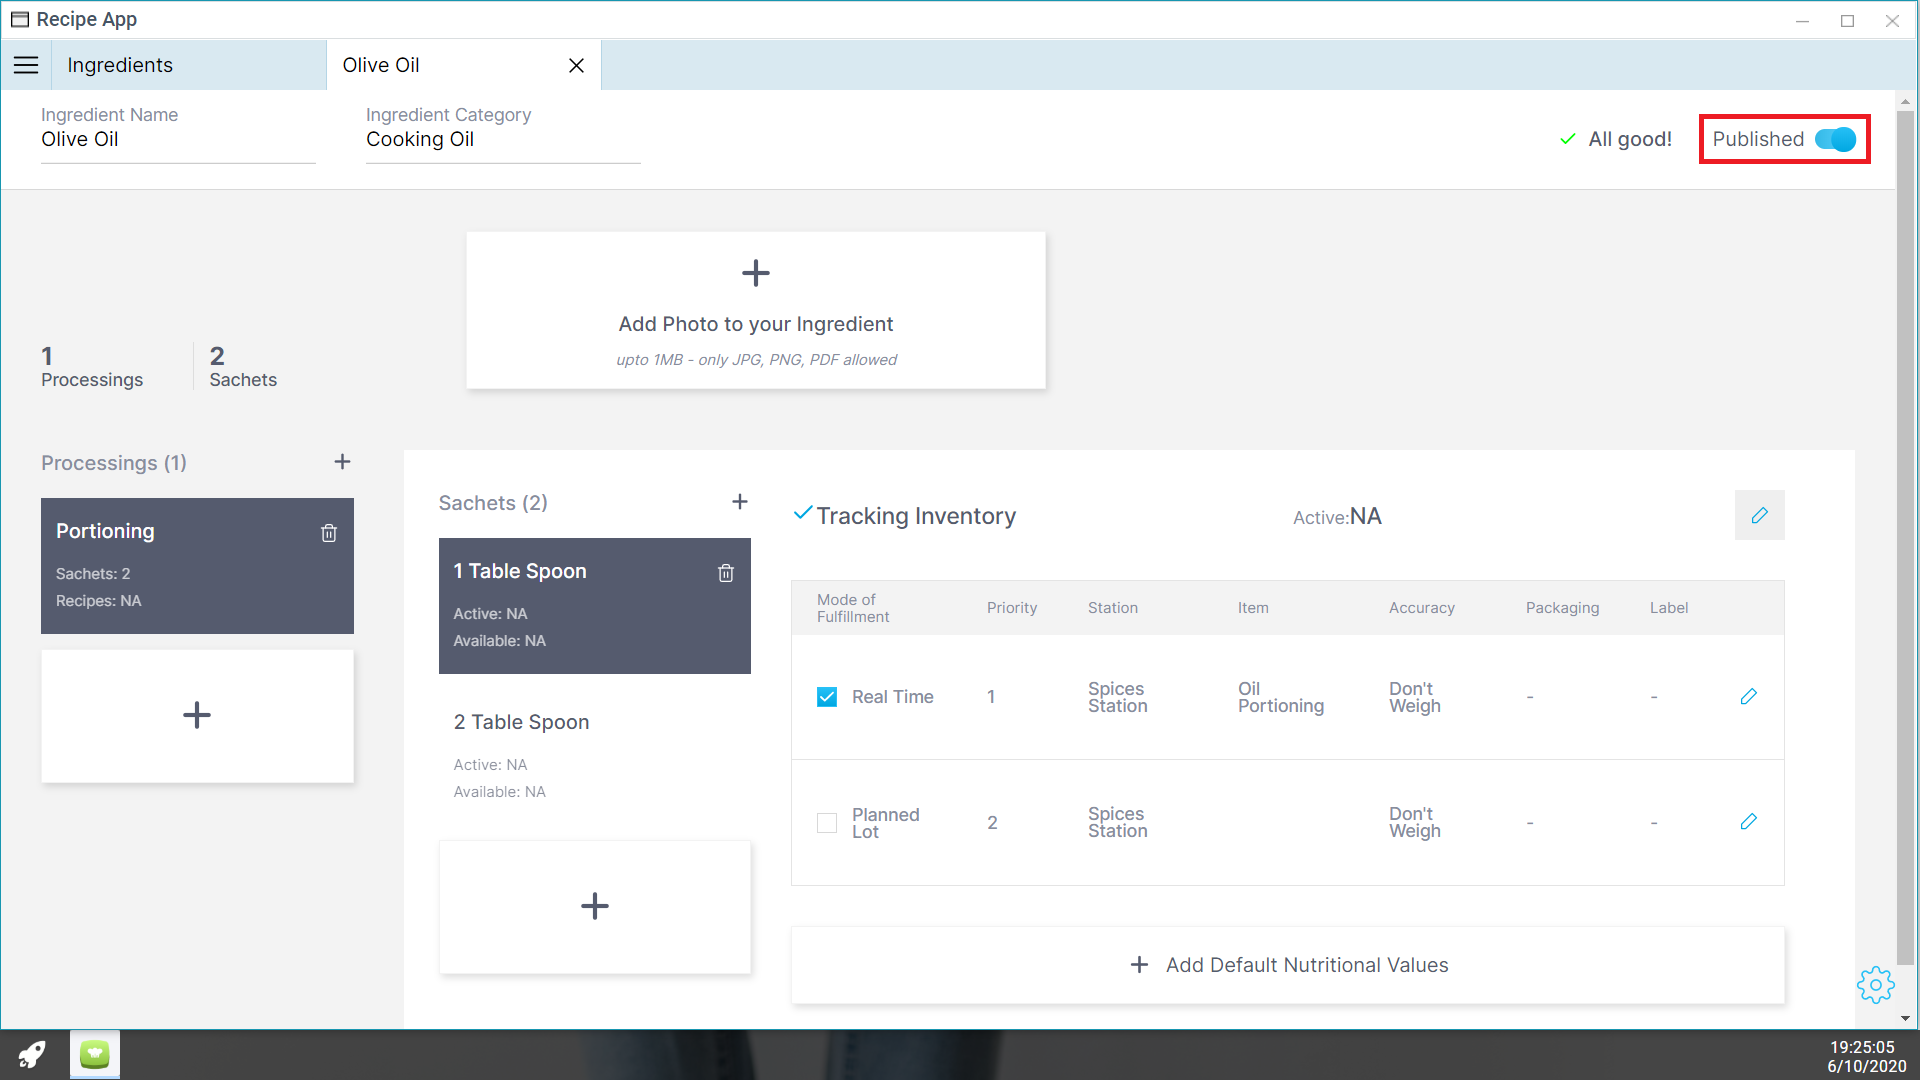 Recipe App
Ingredients
Olive Oil
Ingredient Name
Olive Oil
Ingredient Category
Cooking Oil
All good!
Published
Add Photo to your Ingredient
upto 1MB - only JPG, PNG, PDF allowed
1
Processings
2
Sachets
Processings (1)
Portioning
Sachets: 2
Recipes: NA
Sachets (2)
1 Table Spoon
Active: NA
Available: NA
2 Table Spoon
Active: NA
Available: NA
Tracking Inventory
Active:NA
Mode of
Fulfillment
Priority
Station
Item
Accuracy
Packaging
Label
Real Time
1
Spices
Station
Oil
Portioning
Don't
Weigh
-
-
Planned
Lot
2
Spices
Station
Don't
Weigh
-
-
Add Default Nutritional Values
19:25:05
6/10/2020